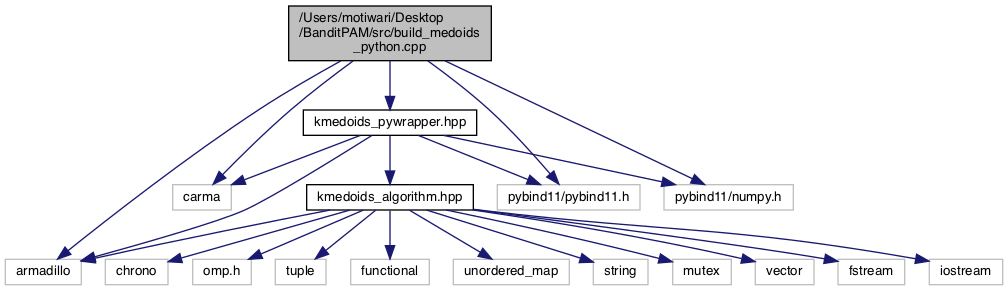 /Users/motiwari/Desktop
/BanditPAM/src/build_medoids
_python.cpp
kmedoids_pywrapper.hpp
carma
kmedoids_algorithm.hpp
pybind11/pybind11.h
pybind11/numpy.h
armadillo
chrono
omp.h
tuple
functional
unordered_map
string
mutex
vector
fstream
iostream